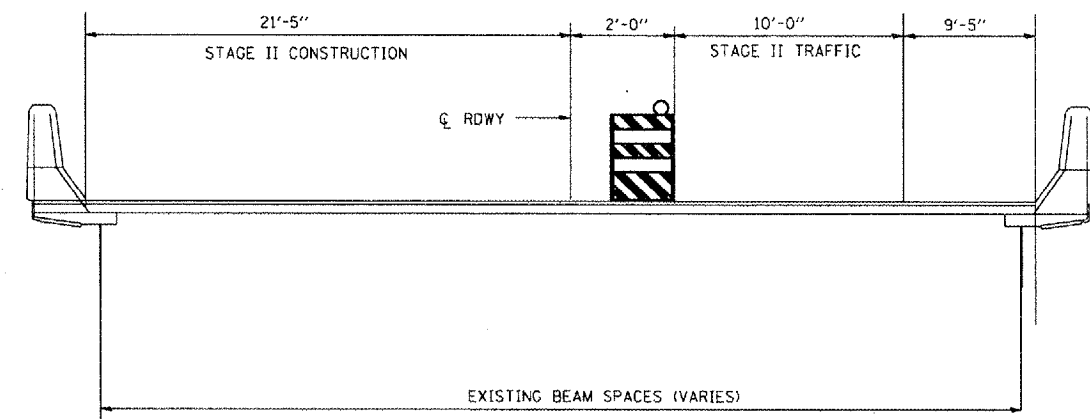 21'-5" 2'-0" 10'-0" 9'-5"
STAGE II CONSTRUCTION STAGE II TRAFFIC
℄ RDWY
EXISTING BEAM SPACES (VARIES)